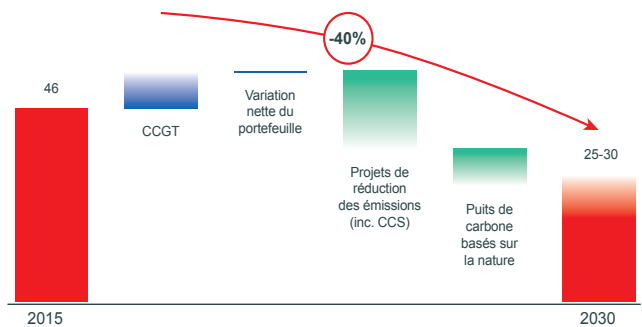 -40%
46
CCGT
Variation
nette du
portefeuille
Projets de
réduction
des émissions
(inc. CCS)
Puits de
carbone
basés sur
la nature
25-30
2015
2030